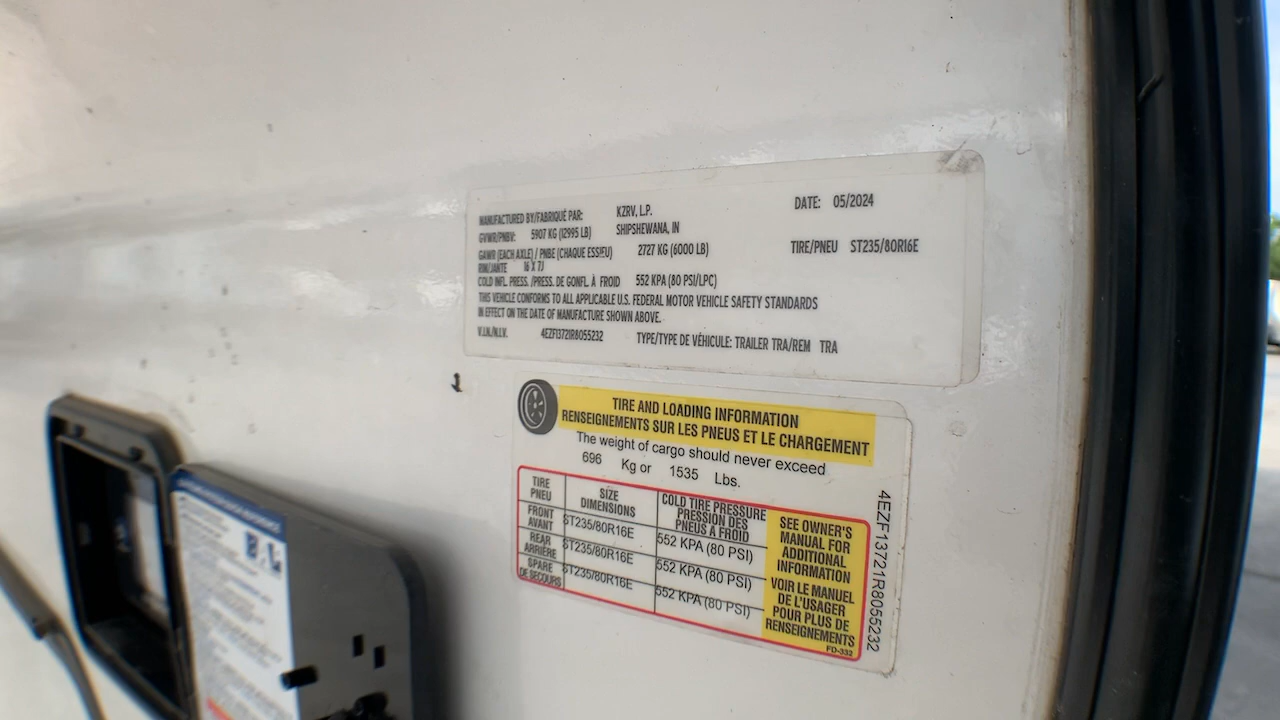 MANUFACTURED BY/FABRIQUÉ PAR: KZRV, L.P. DATE: 05/2024
GVWR/PNBV: 5907 KG (12995 LB) SHIPSHEWANA, IN
GAWR (EACH AXLE) / PNBE (CHAQUE ESSIEU) 2727 KG (6000 LB) TIRE/PNEU ST235/80R16E
RIM/JANTE 16 X 7J
COLD INFL. PRESS. /PRESS. DE GONFL. À FROID 552 KPA (80 PSI/LPC)
THIS VEHICLE CONFORMS TO ALL APPLICABLE U.S. FEDERAL MOTOR VEHICLE SAFETY STANDARDS
IN EFFECT ON THE DATE OF MANUFACTURE SHOWN ABOVE.
V.I.N./N.I.V. 4EZF13721R8055232 TYPE/TYPE DE VÉHICULE: TRAILER TRA/REM TRA
TIRE AND LOADING INFORMATION
RENSEIGNEMENTS SUR LES PNEUS ET LE CHARGEMENT
The weight of cargo should never exceed
696 Kg or 1535 Lbs.
TIRE
PNEU
SIZE
DIMENSIONS
COLD TIRE PRESSURE
PRESSION DES
PNEUS À FROID
FRONT
AVANT
ST235/80R16E
552 KPA (80 PSI)
REAR
ARRIÈRE
ST235/80R16E
552 KPA (80 PSI)
SPARE
DE SECOURS
ST235/80R16E
552 KPA (80 PSI)
SEE OWNER'S
MANUAL FOR
ADDITIONAL
INFORMATION
VOIR LE MANUEL
DE L'USAGER
POUR PLUS DE
RENSEIGNEMENTS
FO-332
4EZF13721R8055232